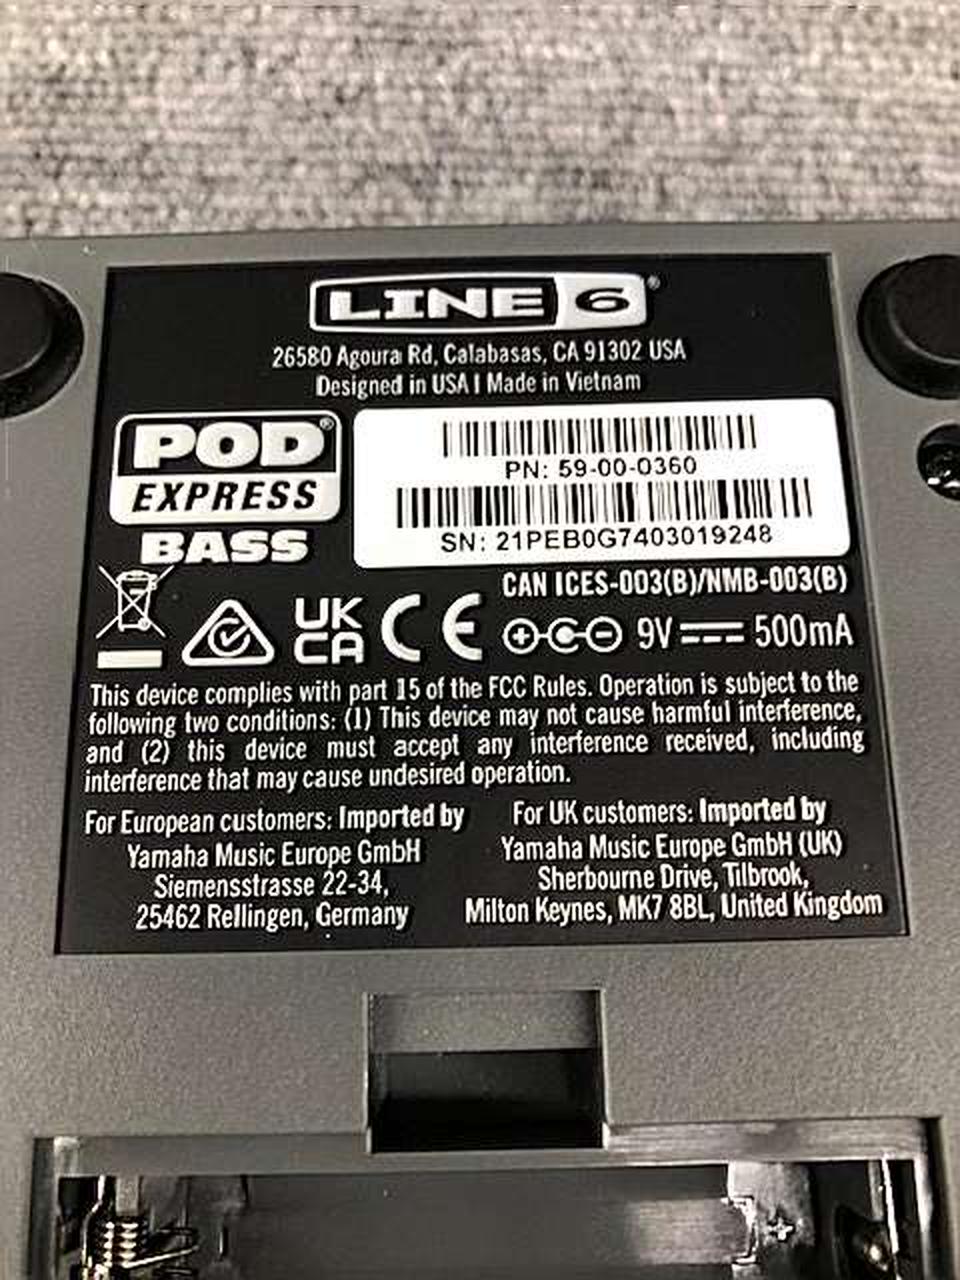 LINE 6®
26580 Agoura Rd, Calabasas, CA 91302 USA
Designed in USA | Made in Vietnam
POD®
EXPRESS
BASS
PN: 59-00-0360
SN: 21PEB0G7403019248
CAN ICES-003(B)/NMB-003(B)
UK
CA
CE
9V 500mA
This device complies with part 15 of the FCC Rules. Operation is subject to the
following two conditions: (1) This device may not cause harmful interference,
and (2) this device must accept any interference received, including
interference that may cause undesired operation.
For European customers: Imported by
Yamaha Music Europe GmbH
Siemensstrasse 22-34,
25462 Rellingen, Germany
For UK customers: Imported by
Yamaha Music Europe GmbH (UK)
Sherbourne Drive, Tilbrook,
Milton Keynes, MK7 8BL, United Kingdom
+